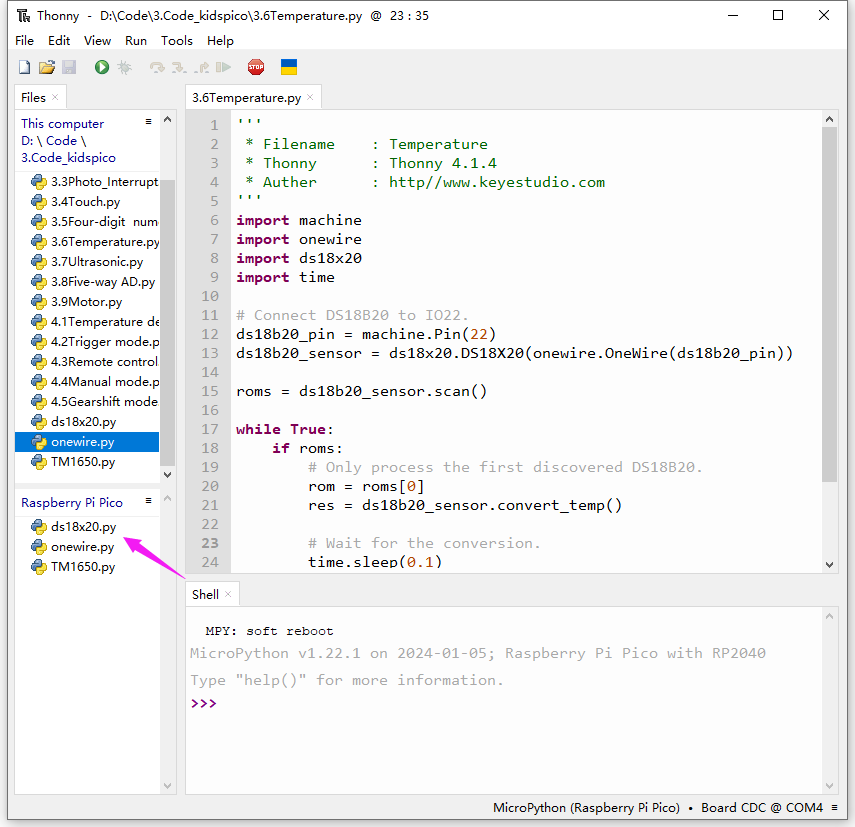 Thonny - D:\Code\3.Code_kidspico\3.6Temperature.py @ 23 : 35
File Edit View Run Tools Help
STOP
Files ×
This computer ≡
D: \ Code \
3.Code_kidspico
3.3Photo_Interrupt
3.4Touch.py
3.5Four-digit num
3.6Temperature.py
3.7Ultrasonic.py
3.8Five-way AD.py
3.9Motor.py
4.1Temperature de
4.2Trigger mode.p
4.3Remote control
4.4Manual mode.p
4.5Gearshift mode
ds18x20.py
onewire.py
TM1650.py
Raspberry Pi Pico ≡
ds18x20.py
onewire.py
TM1650.py
3.6Temperature.py ×
1 '''
2  * Filename    : Temperature
3  * Thonny      : Thonny 4.1.4
4  * Auther      : http//www.keyestudio.com
5 '''
6 import machine
7 import onewire
8 import ds18x20
9 import time
10
11 # Connect DS18B20 to IO22.
12 ds18b20_pin = machine.Pin(22)
13 ds18b20_sensor = ds18x20.DS18X20(onewire.OneWire(ds18b20_pin))
14
15 roms = ds18b20_sensor.scan()
16
17 while True:
18     if roms:
19         # Only process the first discovered DS18B20.
20         rom = roms[0]
21         res = ds18b20_sensor.convert_temp()
22
23         # Wait for the conversion.
24         time.sleep(0.1)
Shell ×
MPY: soft reboot
MicroPython v1.22.1 on 2024-01-05; Raspberry Pi Pico with RP2040
Type "help()" for more information.
>>>
MicroPython (Raspberry Pi Pico) • Board CDC @ COM4 ≡